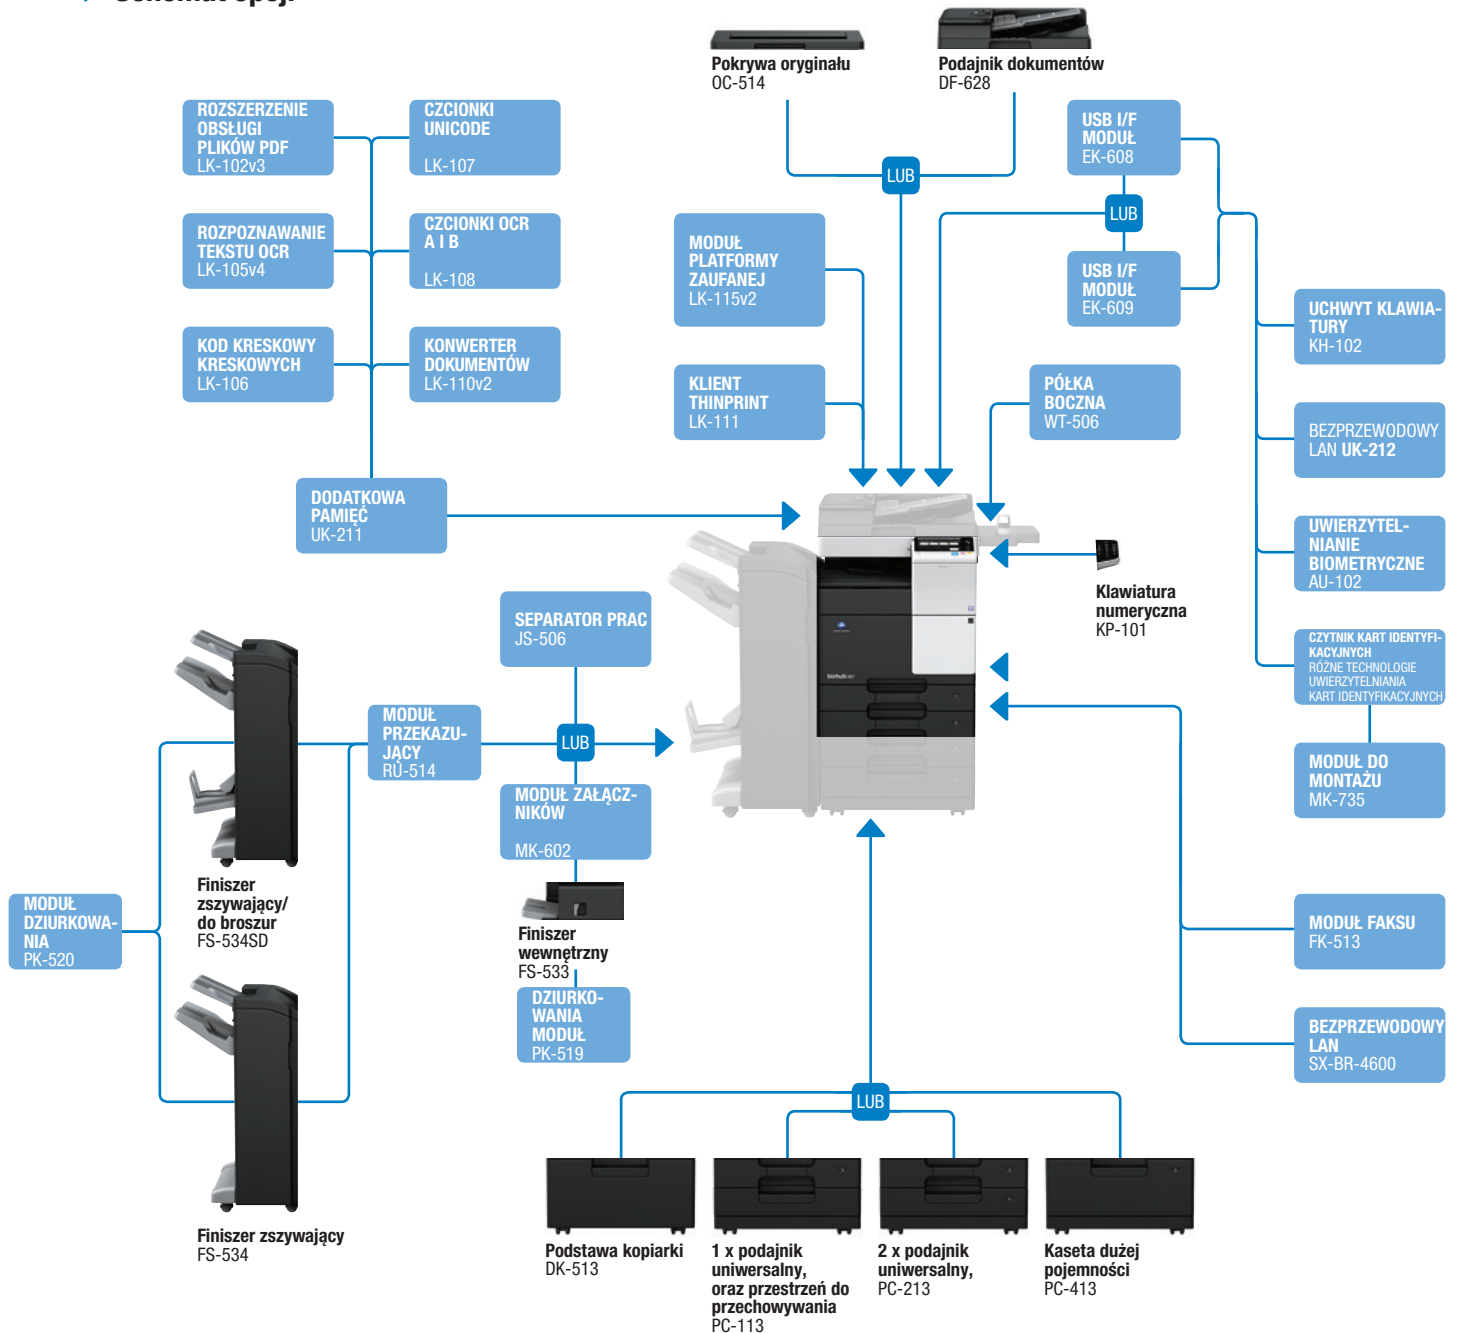 Schemat opcji
Pokrywa oryginału
OC-514
Podajnik dokumentów
DF-628
ROZSZERZENIE
OBSŁUGI
PLIKÓW PDF
LK-102v3
CZCIONKI
UNICODE
LK-107
USB I/F
MODUŁ
EK-608
LUB
LUB
ROZPOZNAWANIE
TEKSTU OCR
LK-105v4
CZCIONKI OCR
A I B
LK-108
MODUŁ
PLATFORMY
ZAUFANEJ
LK-115v2
USB I/F
MODUŁ
EK-609
UCHWYT KLAWIA-
TURY
KH-102
KOD KRESKOWY
KRESKOWYCH
LK-106
KONWERTER
DOKUMENTÓW
LK-110v2
KLIENT
THINPRINT
LK-111
PÓŁKA
BOCZNA
WT-506
BEZPRZEWODOWY
LAN UK-212
DODATKOWA
PAMIĘĆ
UK-211
UWIERZYTEL-
NIANIE
BIOMETRYCZNE
AU-102
Klawiatura
numeryczna
KP-101
SEPARATOR PRAC
JS-506
CZYTNIK KART IDENTYFI-
KACYJNYCH
RÓŻNE TECHNOLOGIE
UWIERZYTELNIANIA
KART IDENTYFIKACYJNYCH
bizhub
MODUŁ
PRZEKAZU-
JĄCY
RU-514
LUB
MODUŁ DO
MONTAŻU
MK-735
MODUŁ ZAŁĄCZ-
NIKÓW
MK-602
Finiszer
zszywający/
do broszur
FS-534SD
MODUŁ
DZIURKOWA-
NIA
PK-520
Finiszer
wewnętrzny
FS-533
MODUŁ FAKSU
FK-513
DZIURKO-
WANIA
MODUŁ
PK-519
BEZPRZEWODOWY
LAN
SX-BR-4600
LUB
Finiszer zszywający
FS-534
Podstawa kopiarki
DK-513
1 x podajnik
uniwersalny,
oraz przestrzeń do
przechowywania
PC-113
2 x podajnik
uniwersalny,
PC-213
Kaseta dużej
pojemności
PC-413